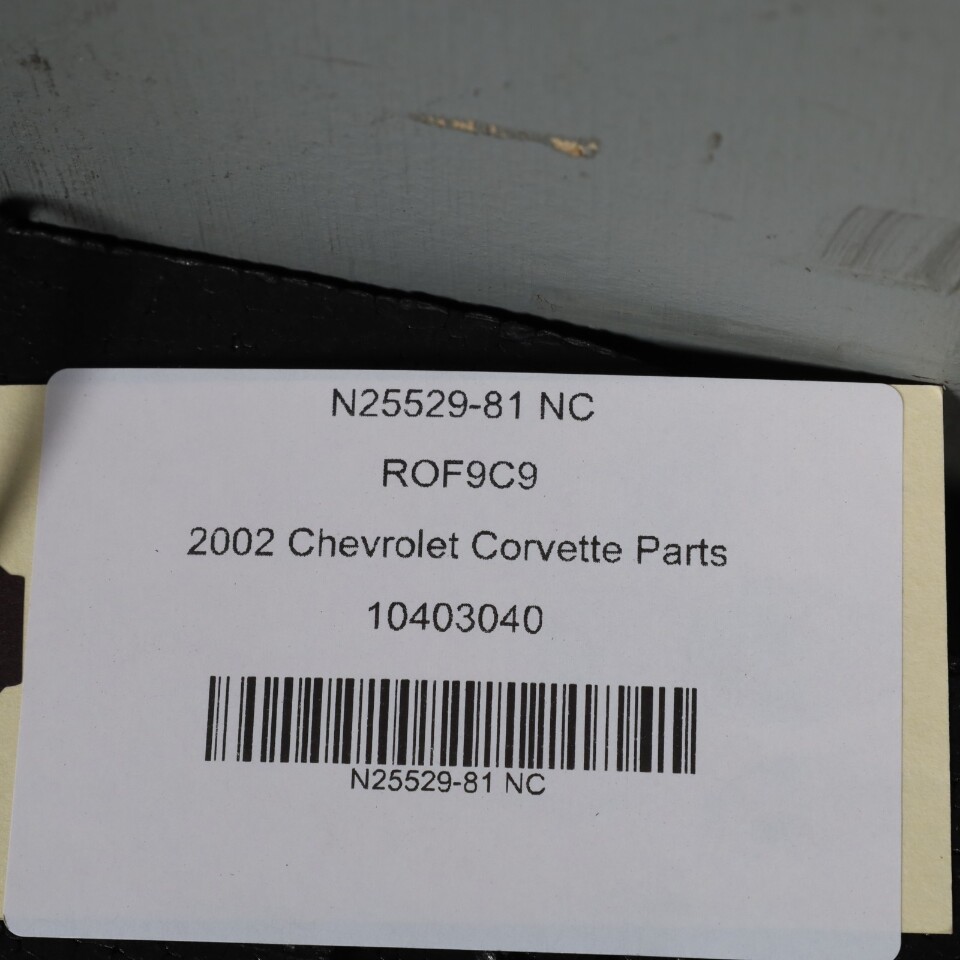 N25529-81 NC
ROF9C9
2002 Chevrolet Corvette Parts
10403040
N25529-81 NC